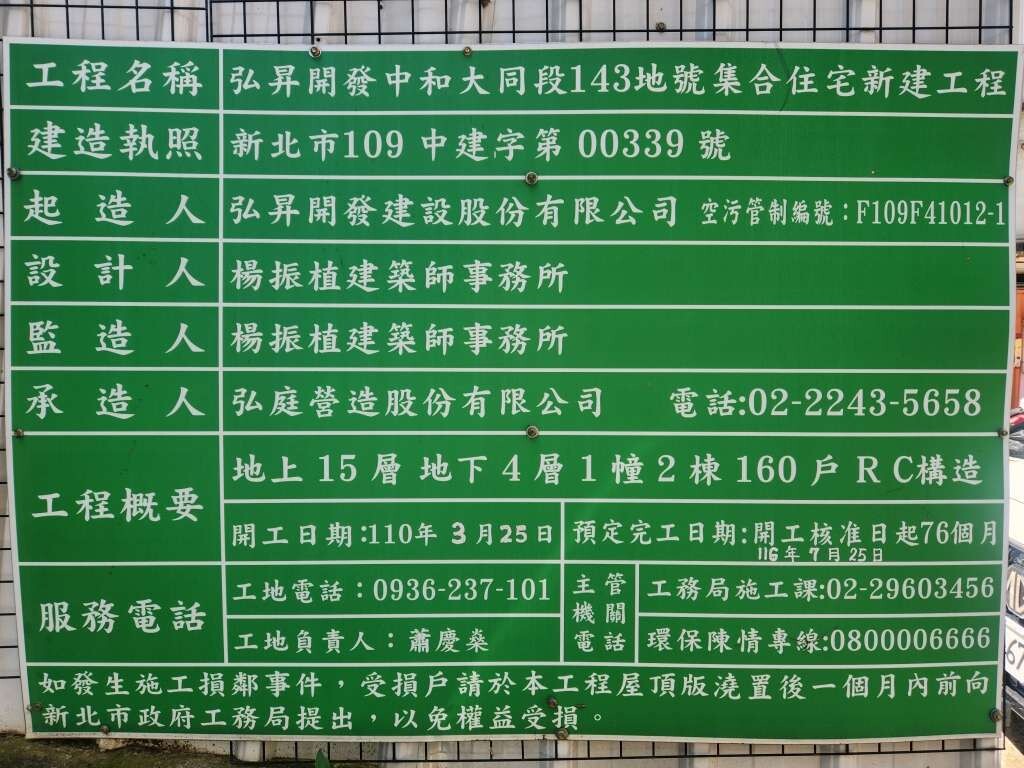 工程名稱 弘昇開發中和大同段143地號集合住宅新建工程
建造執照 新北市109 中建字第 00339 號
起造人 弘昇開發建設股份有限公司 空污管制編號：F109F41012-1
設計人 楊振植建築師事務所
監造人 楊振植建築師事務所
承造人 弘庭營造股份有限公司 電話:02-2243-5658
工程概要 地上 15 層 地下 4 層 1 幢 2 棟 160 戶 R C構造
開工日期:110年 3 月25日 預定完工日期:開工核准日起76個月
116年 7 月 25日
服務電話 工地電話：0936-237-101 主管機關電話 工務局施工課:02-29603456
工地負責人：蕭慶燊 環保陳情專線:0800006666
如發生施工損鄰事件，受損戶請於本工程屋頂版澆置後一個月內前向
新北市政府工務局提出，以免權益受損。